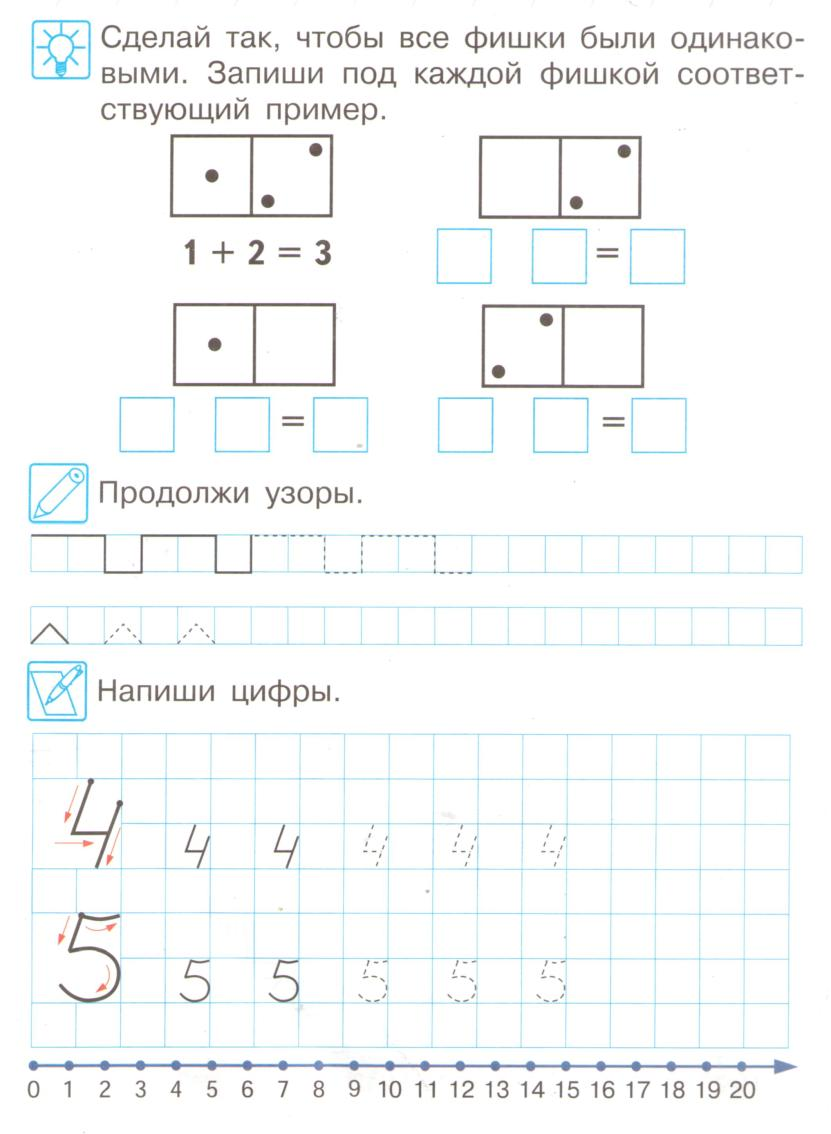 Сделай так, чтобы все фишки были одинако-
выми. Запиши под каждой фишкой соответ-
ствующий пример.
1 + 2 = 3
=
=
=
Продолжи узоры.
Напиши цифры.
4 4 4 4 4 4
5 5 5 5 5 5
0 1 2 3 4 5 6 7 8 9 10 11 12 13 14 15 16 17 18 19 20